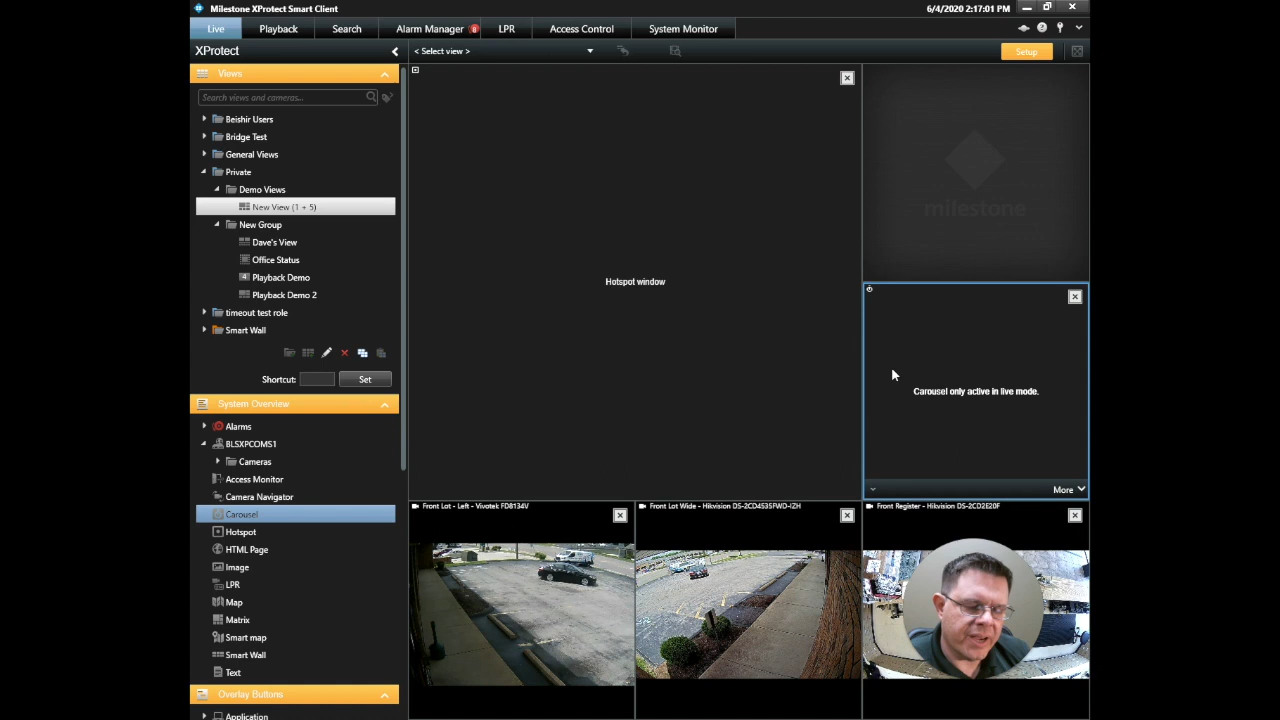 Milestone XProtect Smart Client
6/4/2020 2:17:01 PM
Live
Playback
Search
Alarm Manager
LPR
Access Control
System Monitor
XProtect
< Select view >
Setup
Views
Search views and cameras...
Beishir Users
Bridge Test
General Views
Private
Demo Views
New View (1 + 5)
New Group
Dave's View
Office Status
4 Playback Demo
Playback Demo 2
timeout test role
Smart Wall
Shortcut:
Set
System Overview
Alarms
BLSXPCOMS1
Cameras
Access Monitor
Camera Navigator
Carousel
Hotspot
HTML Page
Image
LPR
Map
Matrix
Smart map
Smart Wall
Text
Overlay Buttons
Application
Hotspot window
milestone
Carousel only active in live mode.
More
Front Lot - Left - Vivotek FD8134V
Front Lot Wide - Hikvision DS-2CD4535FWD-IZH
Front Register - Hikvision DS-2CD2E20F